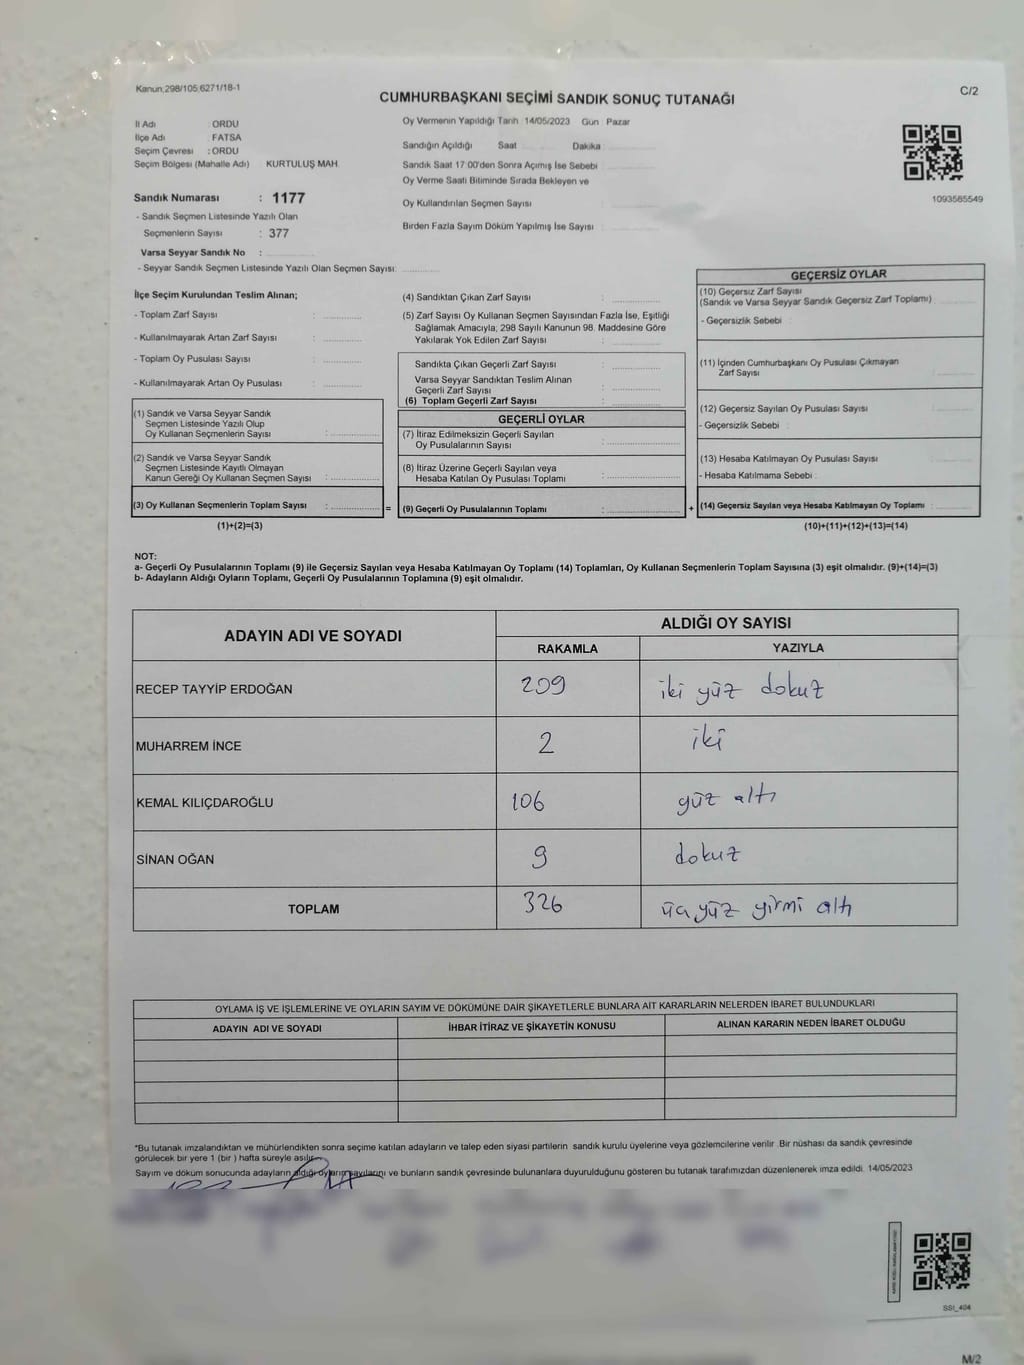 Kanun;298/105;6271/18-1
C/2
CUMHURBAŞKANI SEÇİMİ SANDIK SONUÇ TUTANAĞI
İl Adı : ORDU
İlçe Adı : FATSA
Seçim Çevresi : ORDU
Seçim Bölgesi (Mahalle Adı) KURTULUŞ MAH.
Sandık Numarası : 1177
- Sandık Seçmen Listesinde Yazılı Olan
Seçmenlerin Sayısı : 377
Varsa Seyyar Sandık No :
- Seyyar Sandık Seçmen Listesinde Yazılı Olan Seçmen Sayısı:
Oy Vermenin Yapıldığı Tarih 14/05/2023 Gün : Pazar
Sandığın Açıldığı Saat Dakika
Sandık Saat 17:00'den Sonra Açımış İse Sebebi
Oy Verme Saati Bitiminde Sırada Bekleyen ve
Oy Kullandırılan Seçmen Sayısı :
Birden Fazla Sayım Döküm Yapılmış İse Sayısı :
1093565549
İlçe Seçim Kurulundan Teslim Alınan;
- Toplam Zarf Sayısı :
- Kullanılmayarak Artan Zarf Sayısı :
- Toplam Oy Pusulası Sayısı :
- Kullanılmayarak Artan Oy Pusulası :
(1) Sandık ve Varsa Seyyar Sandık
Seçmen Listesinde Yazılı Olup
Oy Kullanan Seçmenlerin Sayısı :
(2) Sandık ve Varsa Seyyar Sandık
Seçmen Listesinde Kayıtlı Olmayan
Kanun Gereği Oy Kullanan Seçmen Sayısı :
(3) Oy Kullanan Seçmenlerin Toplam Sayısı :
(1)+(2)=(3)
(4) Sandıktan Çıkan Zarf Sayısı :
(5) Zarf Sayısı Oy Kullanan Seçmen Sayısından Fazla İse, Eşitliği
Sağlamak Amacıyla; 298 Sayılı Kanunun 98. Maddesine Göre
Yakılarak Yok Edilen Zarf Sayısı :
Sandıkta Çıkan Geçerli Zarf Sayısı :
Varsa Seyyar Sandıktan Teslim Alınan
Geçerli Zarf Sayısı :
(6) Toplam Geçerli Zarf Sayısı :
GEÇERLİ OYLAR
(7) İtiraz Edilmeksizin Geçerli Sayılan
Oy Pusulalarının Sayısı :
(8) İtiraz Üzerine Geçerli Sayılan veya
Hesaba Katılan Oy Pusulası Toplamı :
= (9) Geçerli Oy Pusulalarının Toplamı :
GEÇERSİZ OYLAR
(10) Geçersiz Zarf Sayısı
(Sandık ve Varsa Seyyar Sandık Geçersiz Zarf Toplamı)
- Geçersizlik Sebebi :
(11) İçinden Cumhurbaşkanı Oy Pusulası Çıkmayan
Zarf Sayısı :
(12) Geçersiz Sayılan Oy Pusulası Sayısı :
- Geçersizlik Sebebi :
(13) Hesaba Katılmayan Oy Pusulası Sayısı :
- Hesaba Katılmama Sebebi :
+ (14) Geçersiz Sayılan veya Hesaba Katılmayan Oy Toplamı :
(10)+(11)+(12)+(13)=(14)
NOT:
a- Geçerli Oy Pusulalarının Toplamı (9) ile Geçersiz Sayılan veya Hesaba Katılmayan Oy Toplamı (14) Toplamları, Oy Kullanan Seçmenlerin Toplam Sayısına (3) eşit olmalıdır. (9)+(14)=(3)
b- Adayların Aldığı Oyların Toplamı, Geçerli Oy Pusulalarının Toplamına (9) eşit olmalıdır.
ADAYIN ADI VE SOYADI
ALDIĞI OY SAYISI
RAKAMLA YAZIYLA
RECEP TAYYİP ERDOĞAN 209 iki yüz dokuz
MUHARREM İNCE 2 iki
KEMAL KILIÇDAROĞLU 106 yüz altı
SİNAN OĞAN 9 dokuz
TOPLAM 326 üç yüz yirmi altı
OYLAMA İŞ VE İŞLEMLERİNE VE OYLARIN SAYIM VE DÖKÜMÜNE DAİR ŞİKAYETLERLE BUNLARA AİT KARARLARIN NELERDEN İBARET BULUNDUKLARI
ADAYIN ADI VE SOYADI İHBAR İTİRAZ VE ŞİKAYETİN KONUSU ALINAN KARARIN NEDEN İBARET OLDUĞU
*Bu tutanak imzalandıktan ve mühürlendikten sonra seçime katılan adayların ve talep eden siyasi partilerin sandık kurulu üyelerine veya gözlemcilerine verilir. Bir nüshası da sandık çevresinde
görülecek bir yere 1 (bir ) hafta süreyle asılır.
Sayım ve döküm sonucunda adayların aldığı oyların sayılarını ve bunların sandık çevresinde bulunanlara duyurulduğunu gösteren bu tutanak tarafımızdan düzenlenerek imza edildi. 14/05/2023
SSI_404
M/2